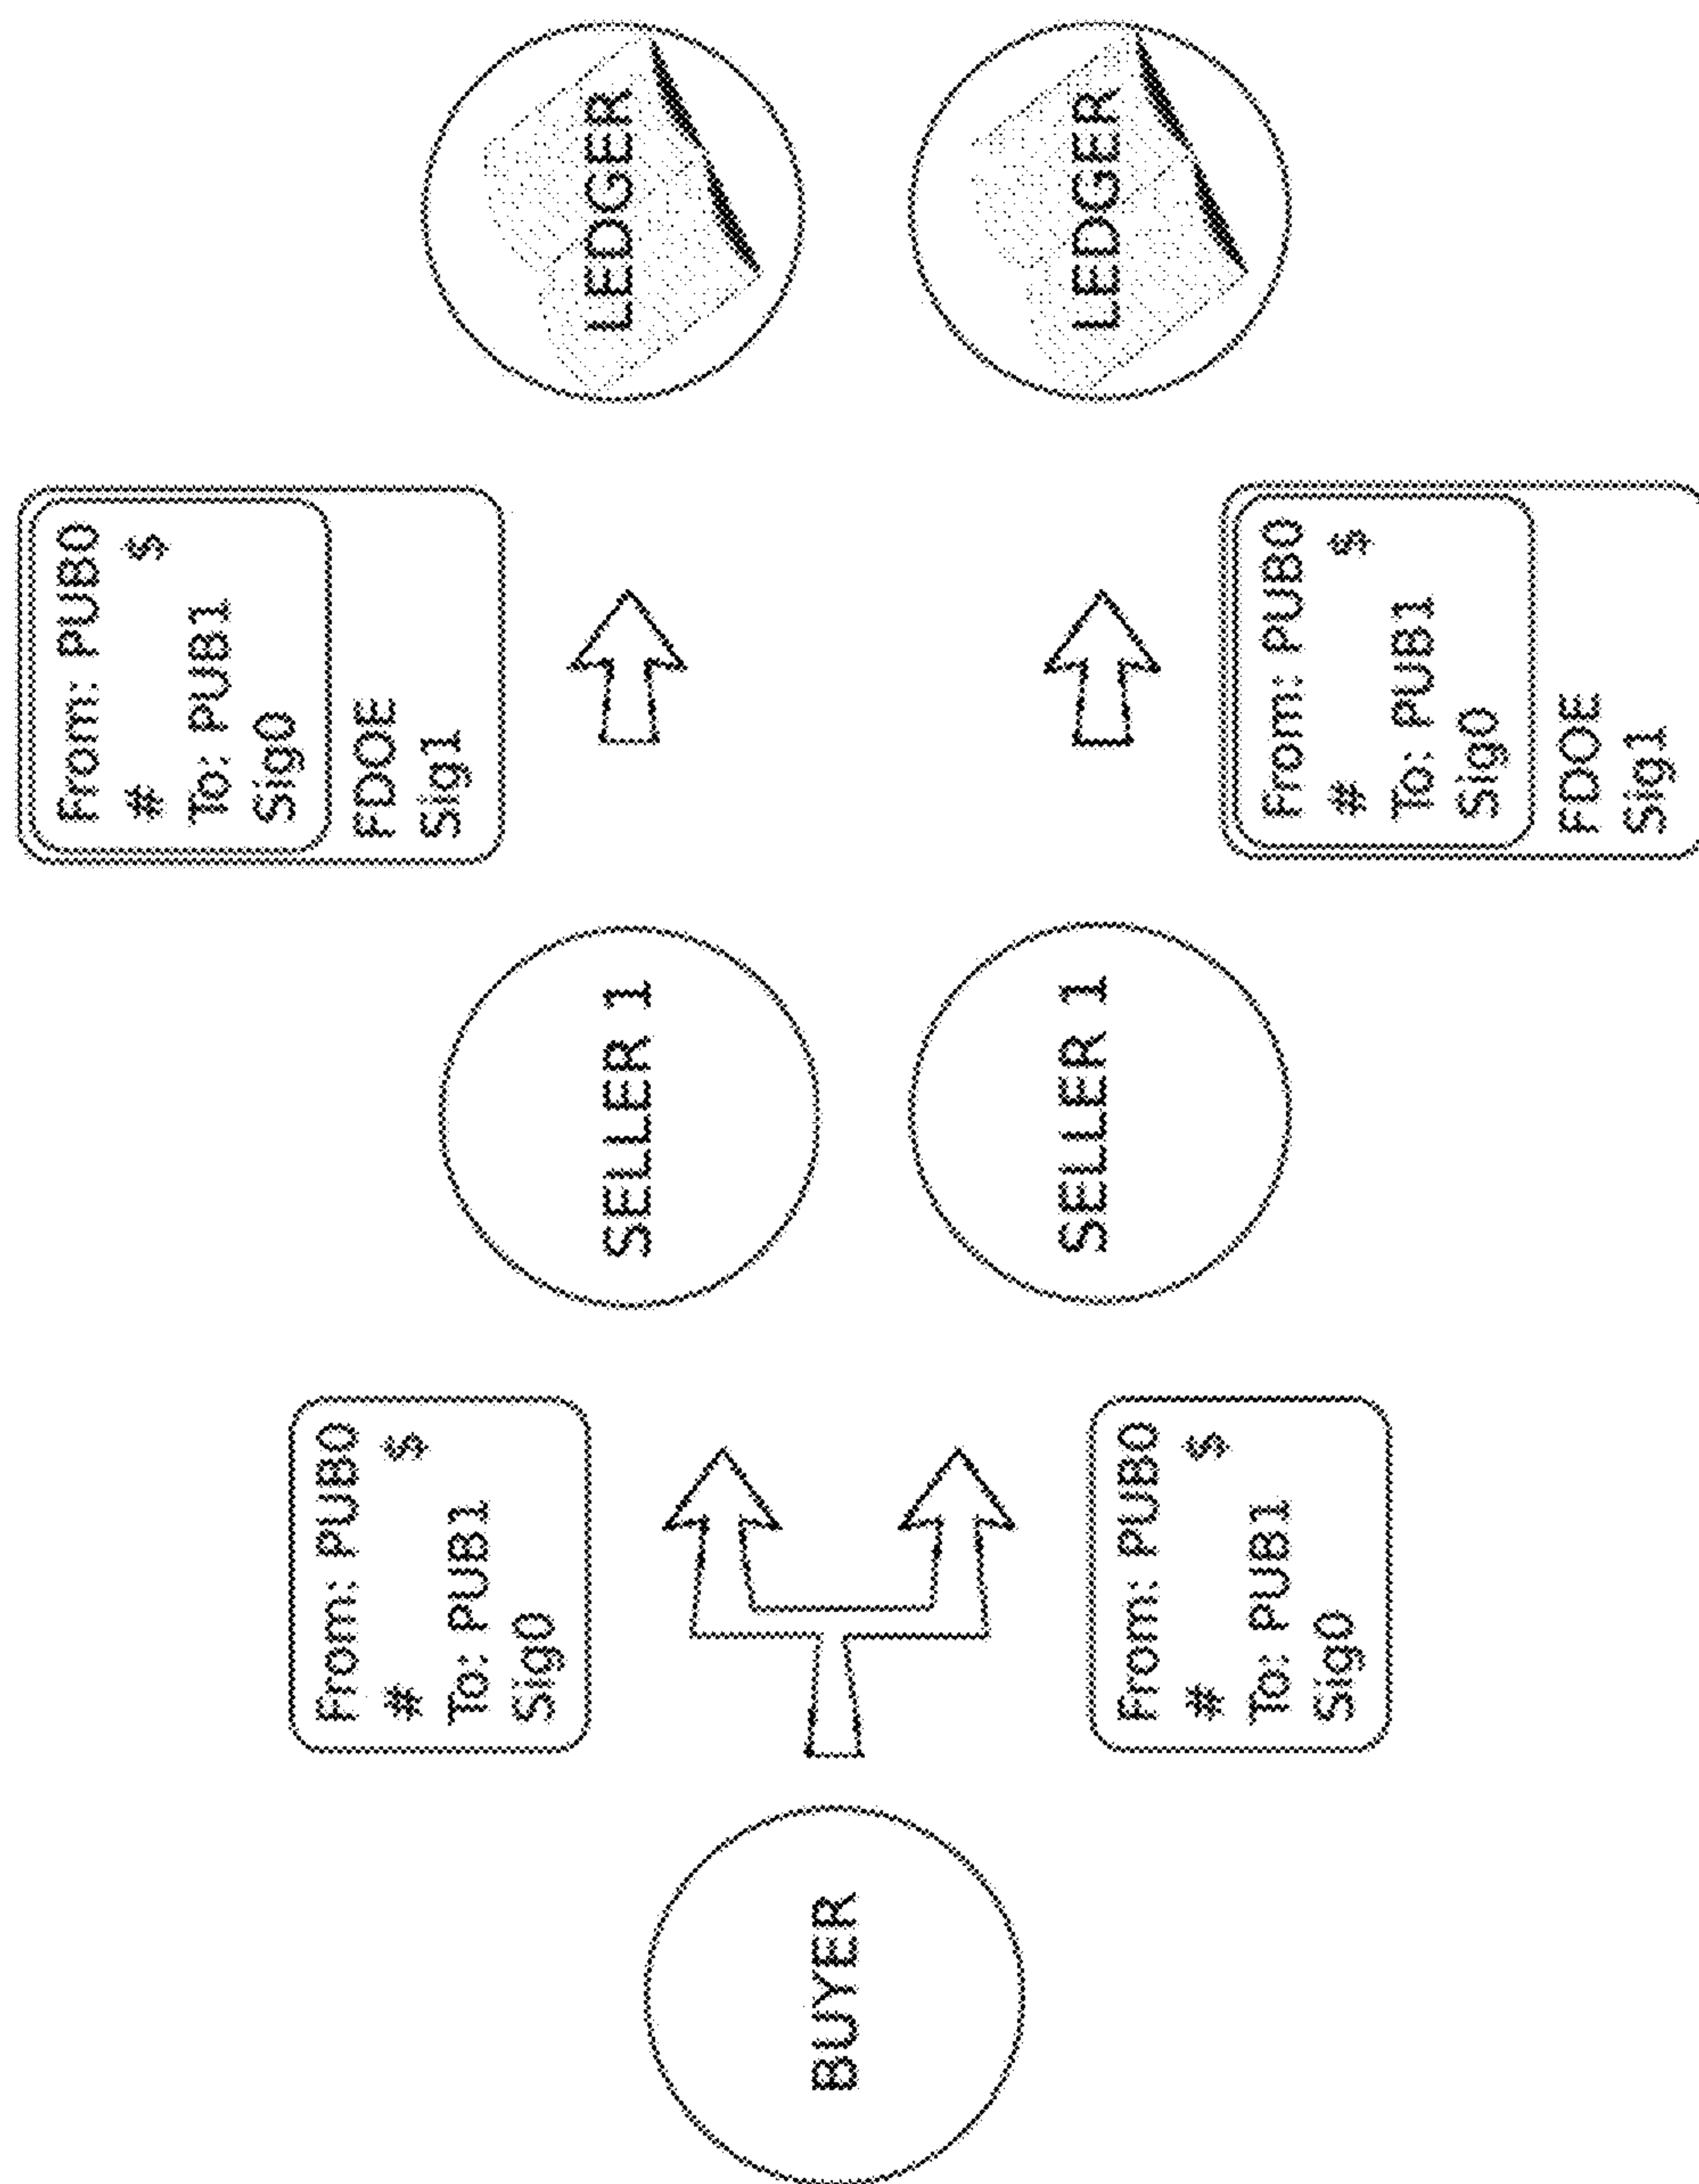 BUYER
From: PUB0
# $
To: PUB1
Sig0
From: PUB0
# $
To: PUB1
Sig0
SELLER 1
SELLER 1
From: PUB0
# $
To: PUB1
Sig0
FDOE
Sig1
From: PUB0
# $
To: PUB1
Sig0
FDOE
Sig1
LEDGER
LEDGER